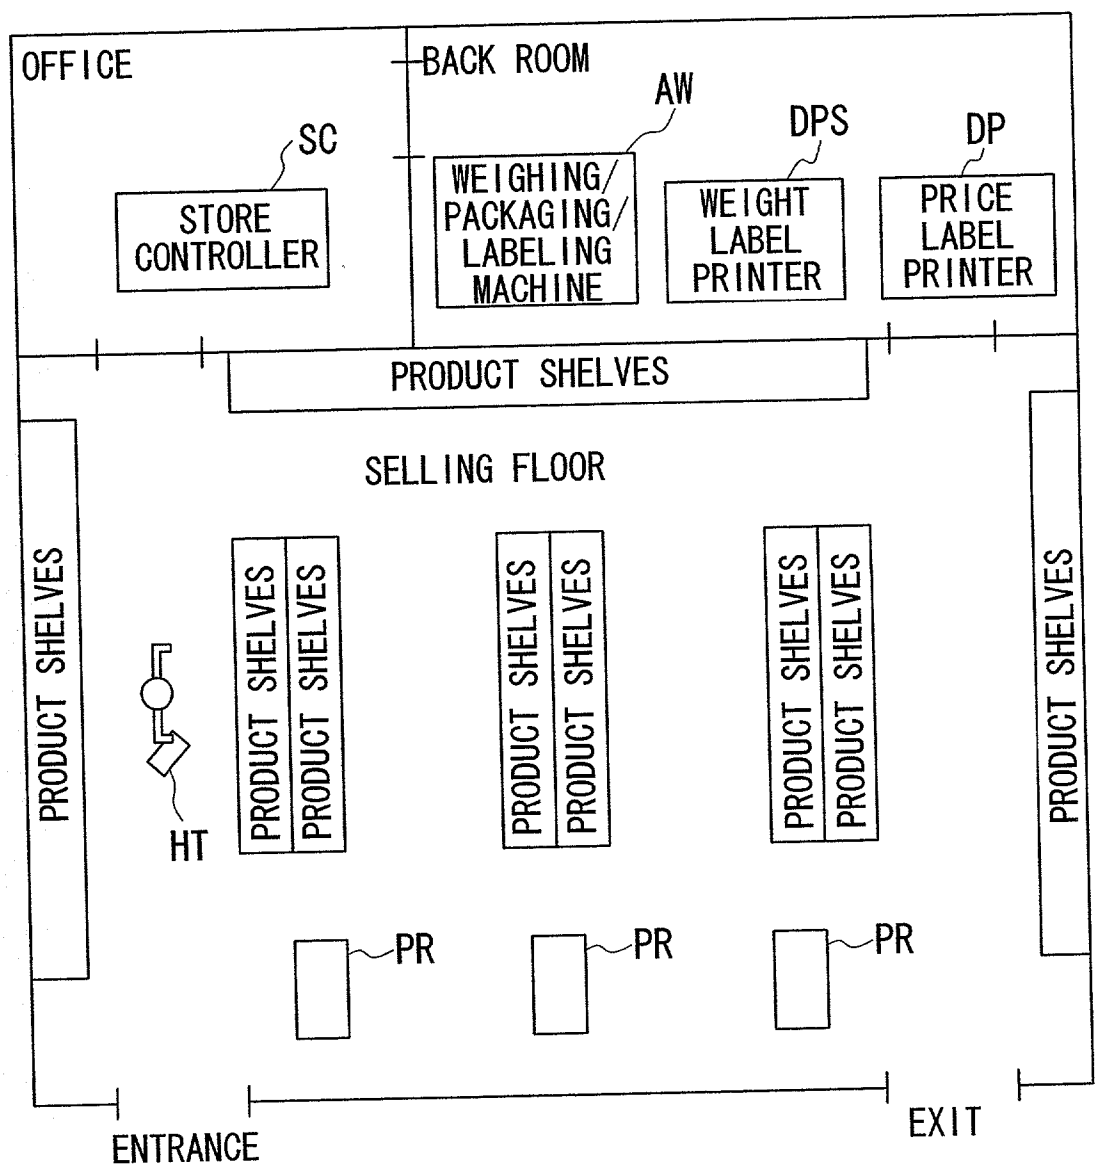 OFFICE
BACK ROOM
AW
SC
DPS
DP
STORE
CONTROLLER
WEIGHING/
PACKAGING/
LABELING
MACHINE
WEIGHT
LABEL
PRINTER
PRICE
LABEL
PRINTER
PRODUCT SHELVES
SELLING FLOOR
PRODUCT SHELVES
PRODUCT SHELVES
PRODUCT SHELVES
PRODUCT SHELVES
PRODUCT SHELVES
PRODUCT SHELVES
PRODUCT SHELVES
PRODUCT SHELVES
HT
PR
PR
PR
ENTRANCE
EXIT